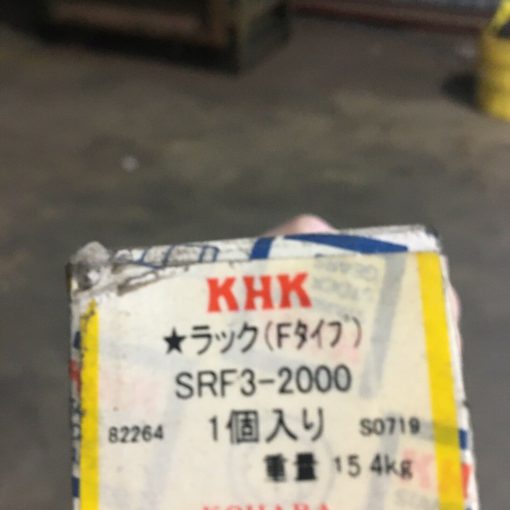 KHK
★ラック(Fタイプ)
SRF3-2000
82264 1個入り S0719
重量 15.4kg
KOHARA